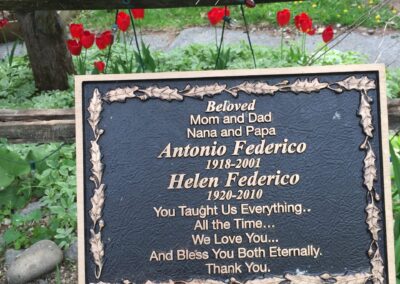 Beloved
Mom and Dad
Nana and Papa
Antonio Federico
1918-2001
Helen Federico
1920-2010
You Taught Us Everything..
All the Time...
We Love You...
And Bless You Both Eternally.
Thank You.